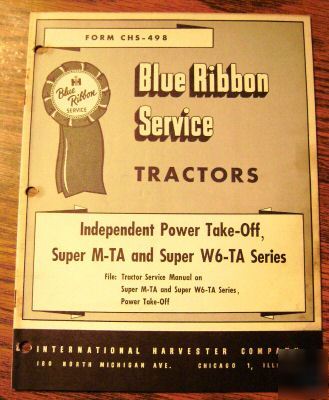 FORM CHS-498
IH
Blue Ribbon
SERVICE
Blue Ribbon
Service
TRACTORS
Independent Power Take-Off,
Super M-TA and Super W6-TA Series
File: Tractor Service Manual on
Super M-TA and Super W6-TA Series,
Power Take-Off
INTERNATIONAL HARVESTER COMPANY
180 NORTH MICHIGAN AVE. CHICAGO 1,